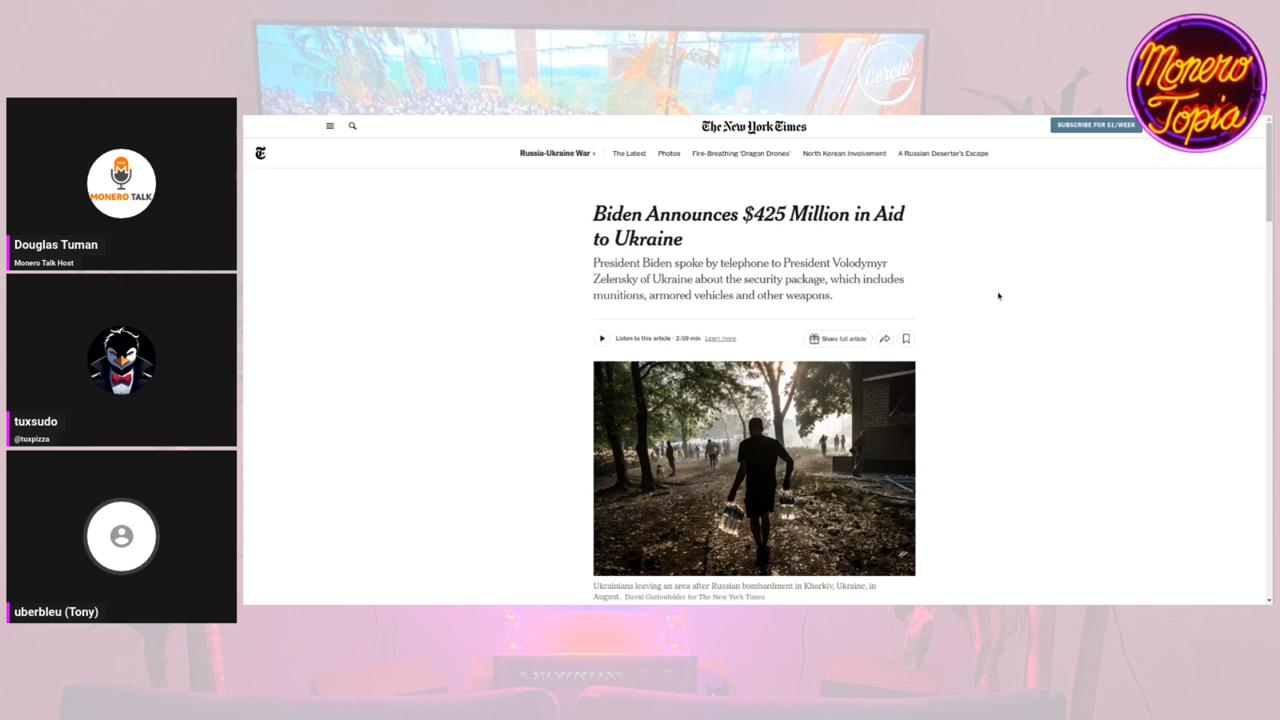 Cercle
Monero
Topia
MONERO TALK
Douglas Tuman
Monero Talk Host
tuxsudo
@tuxpizza
uberbleu (Tony)
The New York Times
SUBSCRIBE FOR $1/WEEK
Russia-Ukraine War ›
The Latest
Photos
Fire-Breathing ‘Dragon Drones’
North Korean Involvement
A Russian Deserter’s Escape
Biden Announces $425 Million in Aid
to Ukraine
President Biden spoke by telephone to President Volodymyr
Zelensky of Ukraine about the security package, which includes
munitions, armored vehicles and other weapons.
Listen to this article · 2:59 min Learn more
Share full article
Ukrainians leaving an area after Russian bombardment in Kharkiv, Ukraine, in
August. David Guttenfelder for The New York Times